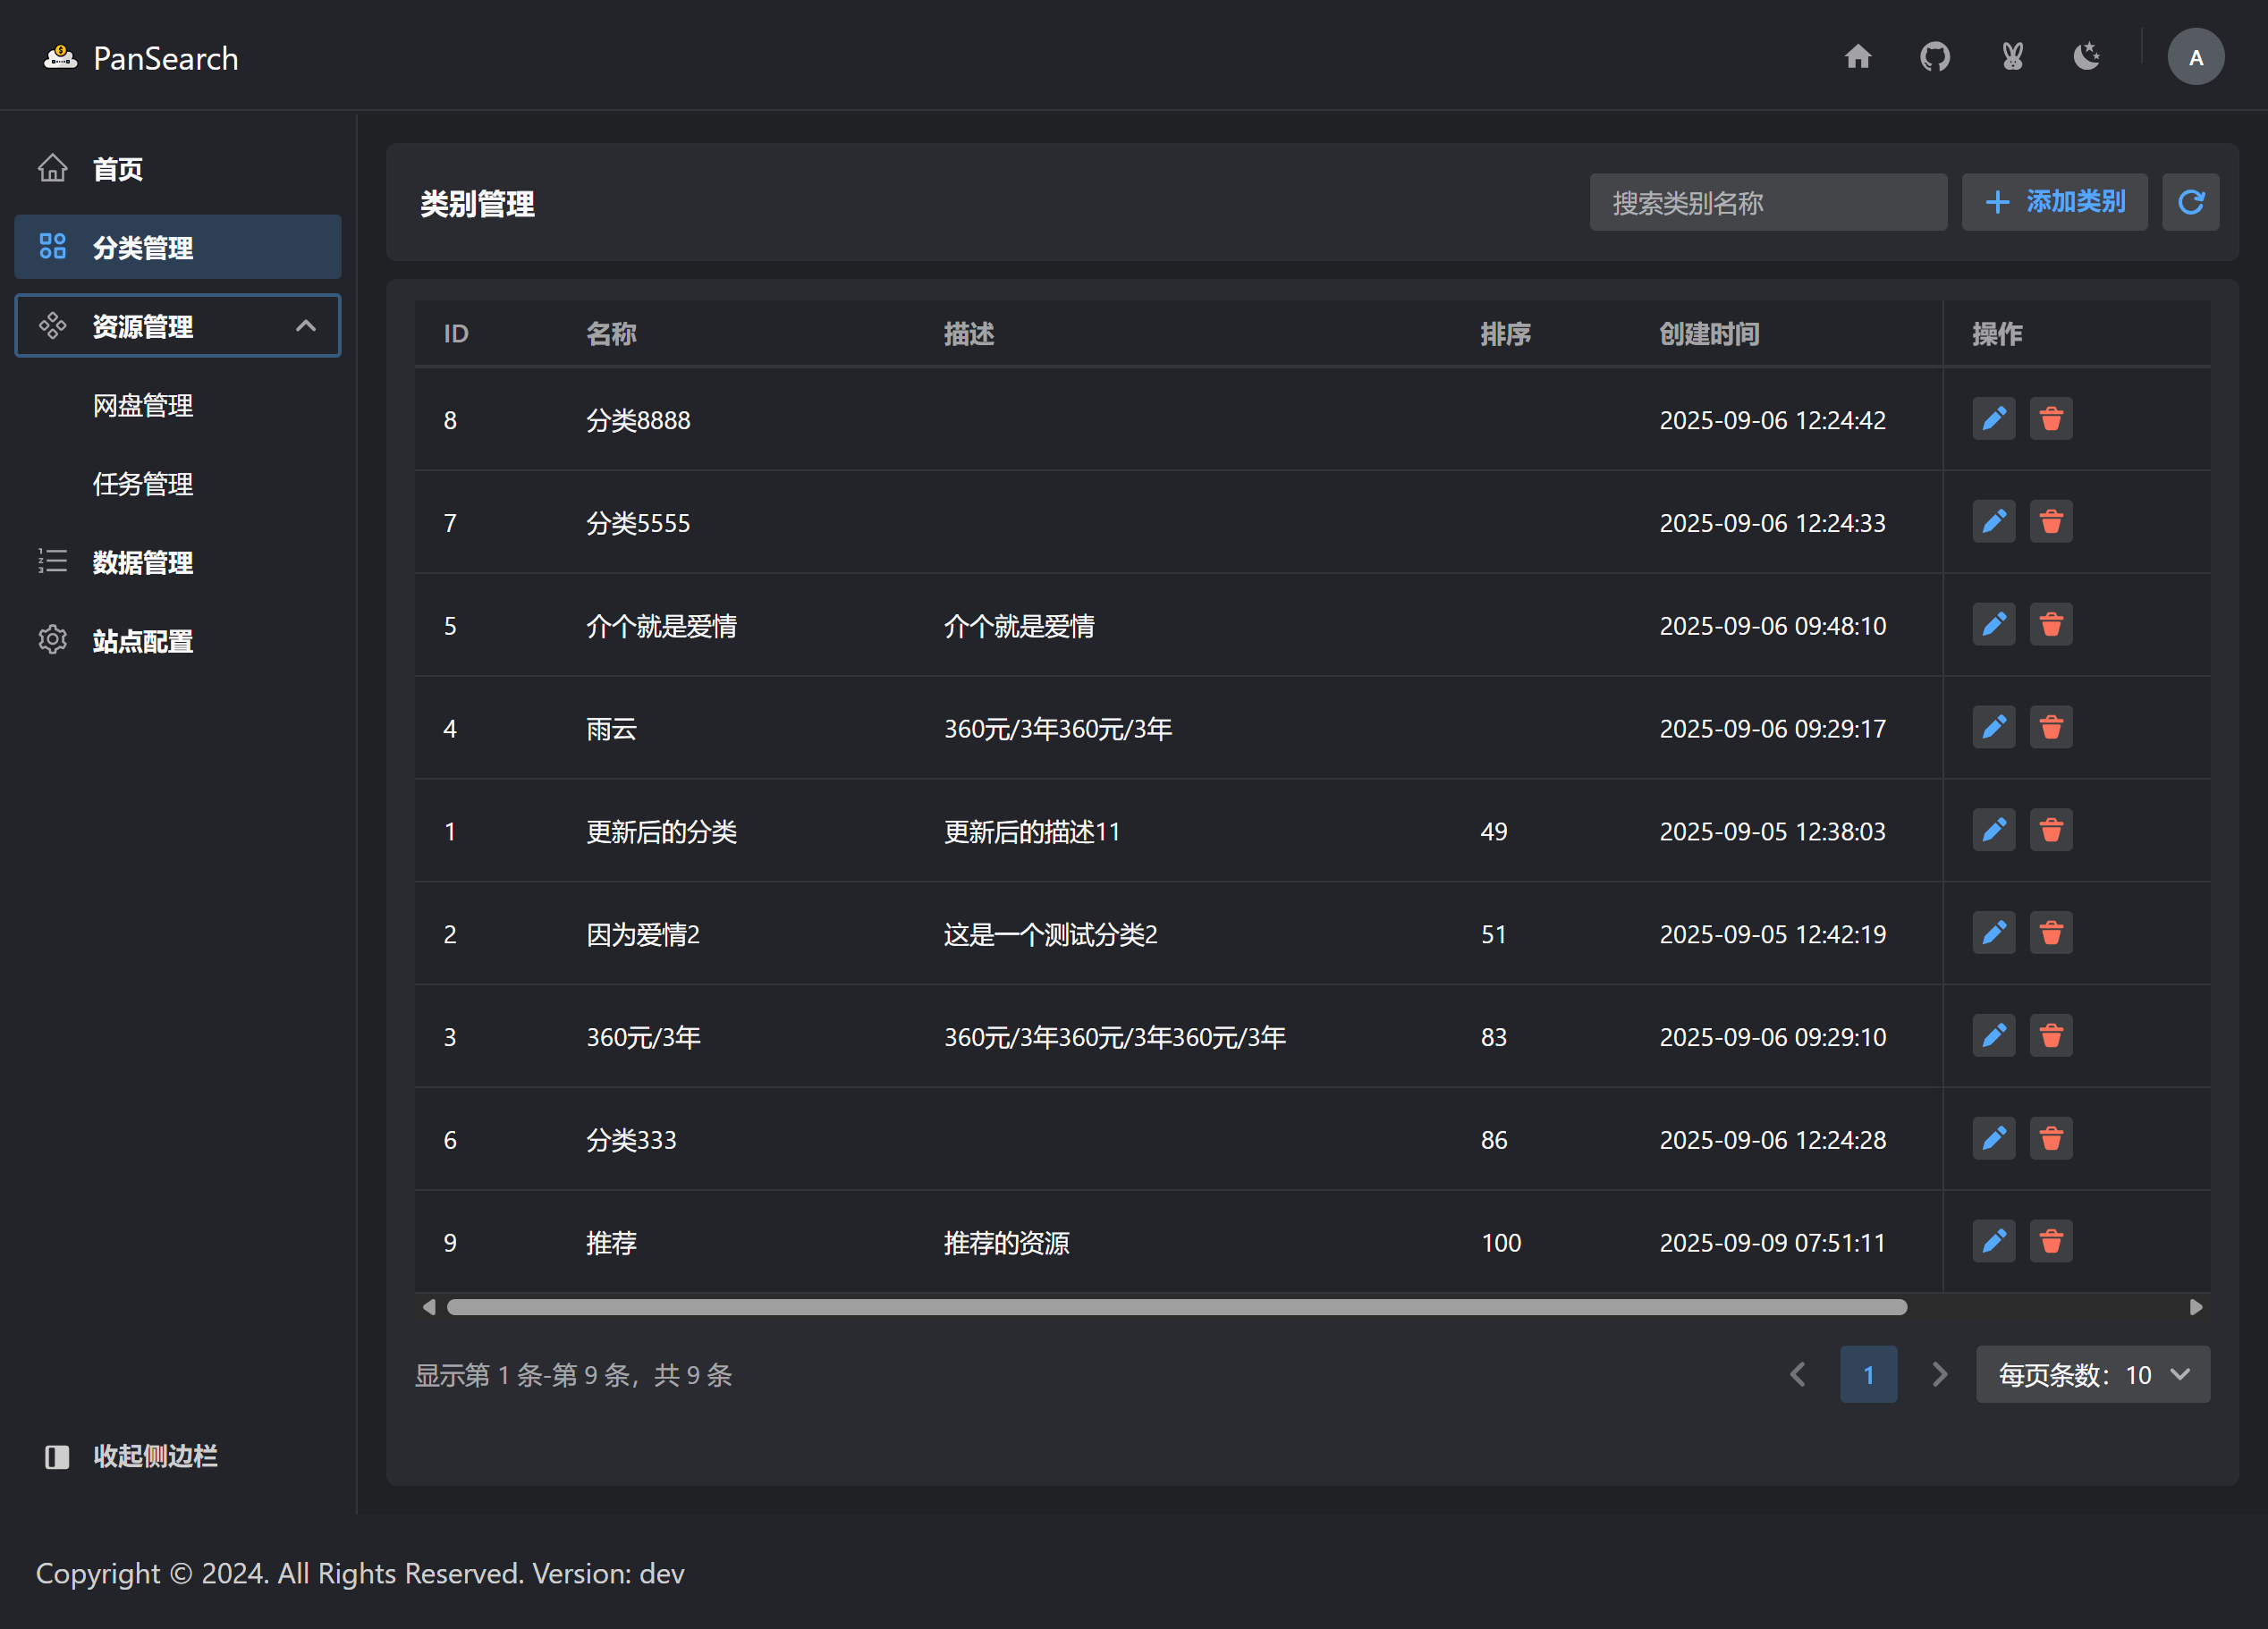 PanSearch
A
首页
分类管理
资源管理
网盘管理
任务管理
数据管理
站点配置
收起侧边栏
类别管理
搜索类别名称
添加类别
ID 名称 描述 排序 创建时间 操作
8 分类8888 2025-09-06 12:24:42
7 分类5555 2025-09-06 12:24:33
5 介个就是爱情 介个就是爱情 2025-09-06 09:48:10
4 雨云 360元/3年360元/3年 2025-09-06 09:29:17
1 更新后的分类 更新后的描述11 49 2025-09-05 12:38:03
2 因为爱情2 这是一个测试分类2 51 2025-09-05 12:42:19
3 360元/3年 360元/3年360元/3年360元/3年 83 2025-09-06 09:29:10
6 分类333 86 2025-09-06 12:24:28
9 推荐 推荐的资源 100 2025-09-09 07:51:11
显示第 1 条-第 9 条，共 9 条
1
每页条数：10
Copyright © 2024. All Rights Reserved. Version: dev